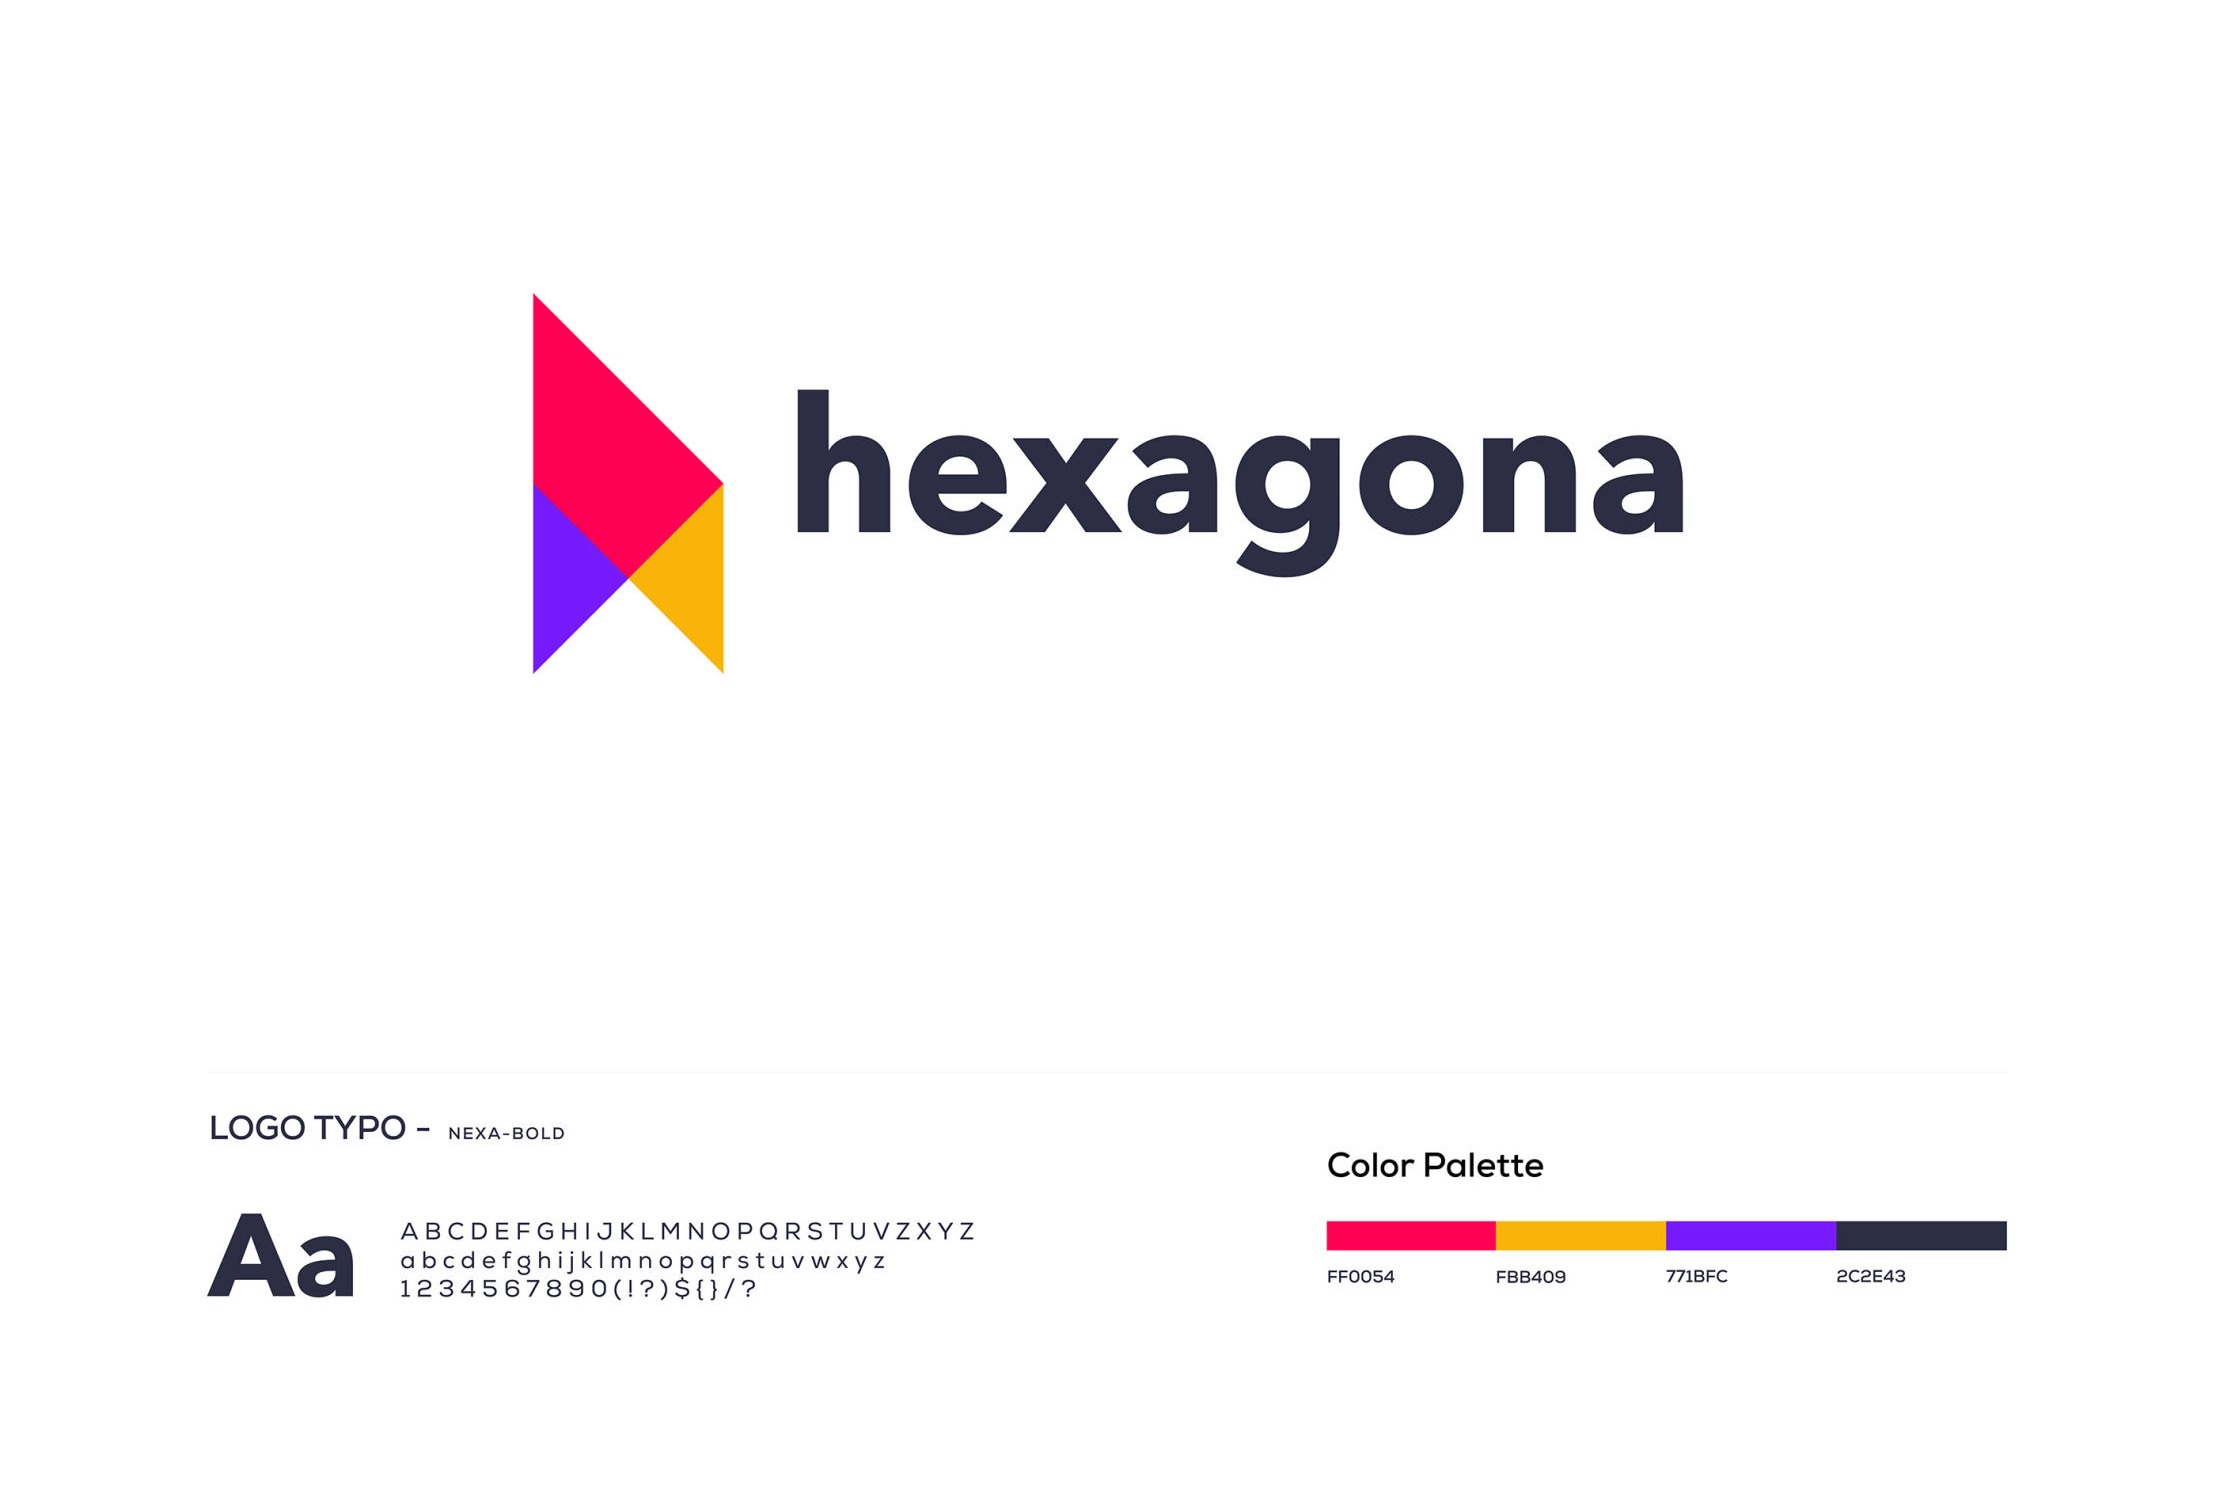 hexagona
LOGO TYPO - NEXA-BOLD
Aa
ABCDEFGHIJKLMNOPQRSTUVZXYZ
abcdefghijklmnopqrstuvwxyz
1234567890(!?)${}/?
Color Palette
FF0054 FBB409 771BFC 2C2E43